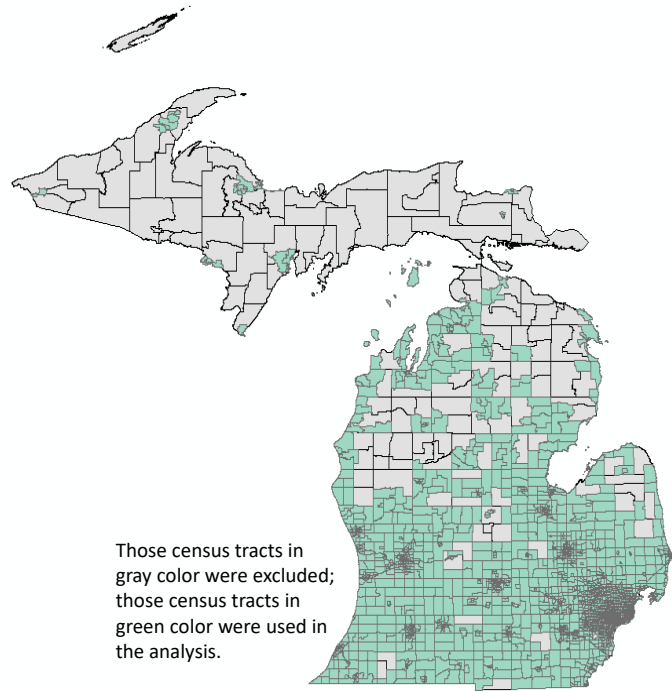 Those census tracts in
gray color were excluded;
those census tracts in
green color were used in
the analysis.